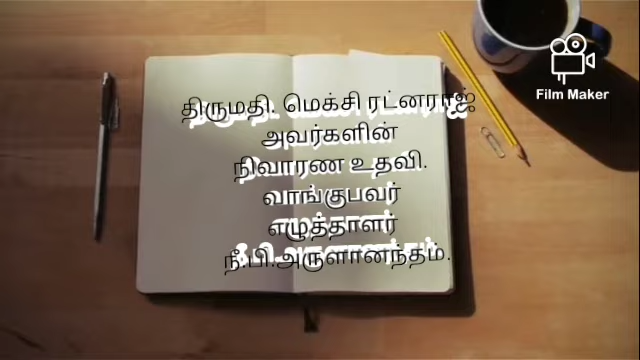 திருமதி. மெக்சி ரட்னராஜ்
அவர்களின்
நிவாரண உதவி.
வாங்குபவர்
எழுத்தாளர்
நீ.பி.அருளானந்தம்.
Film Maker